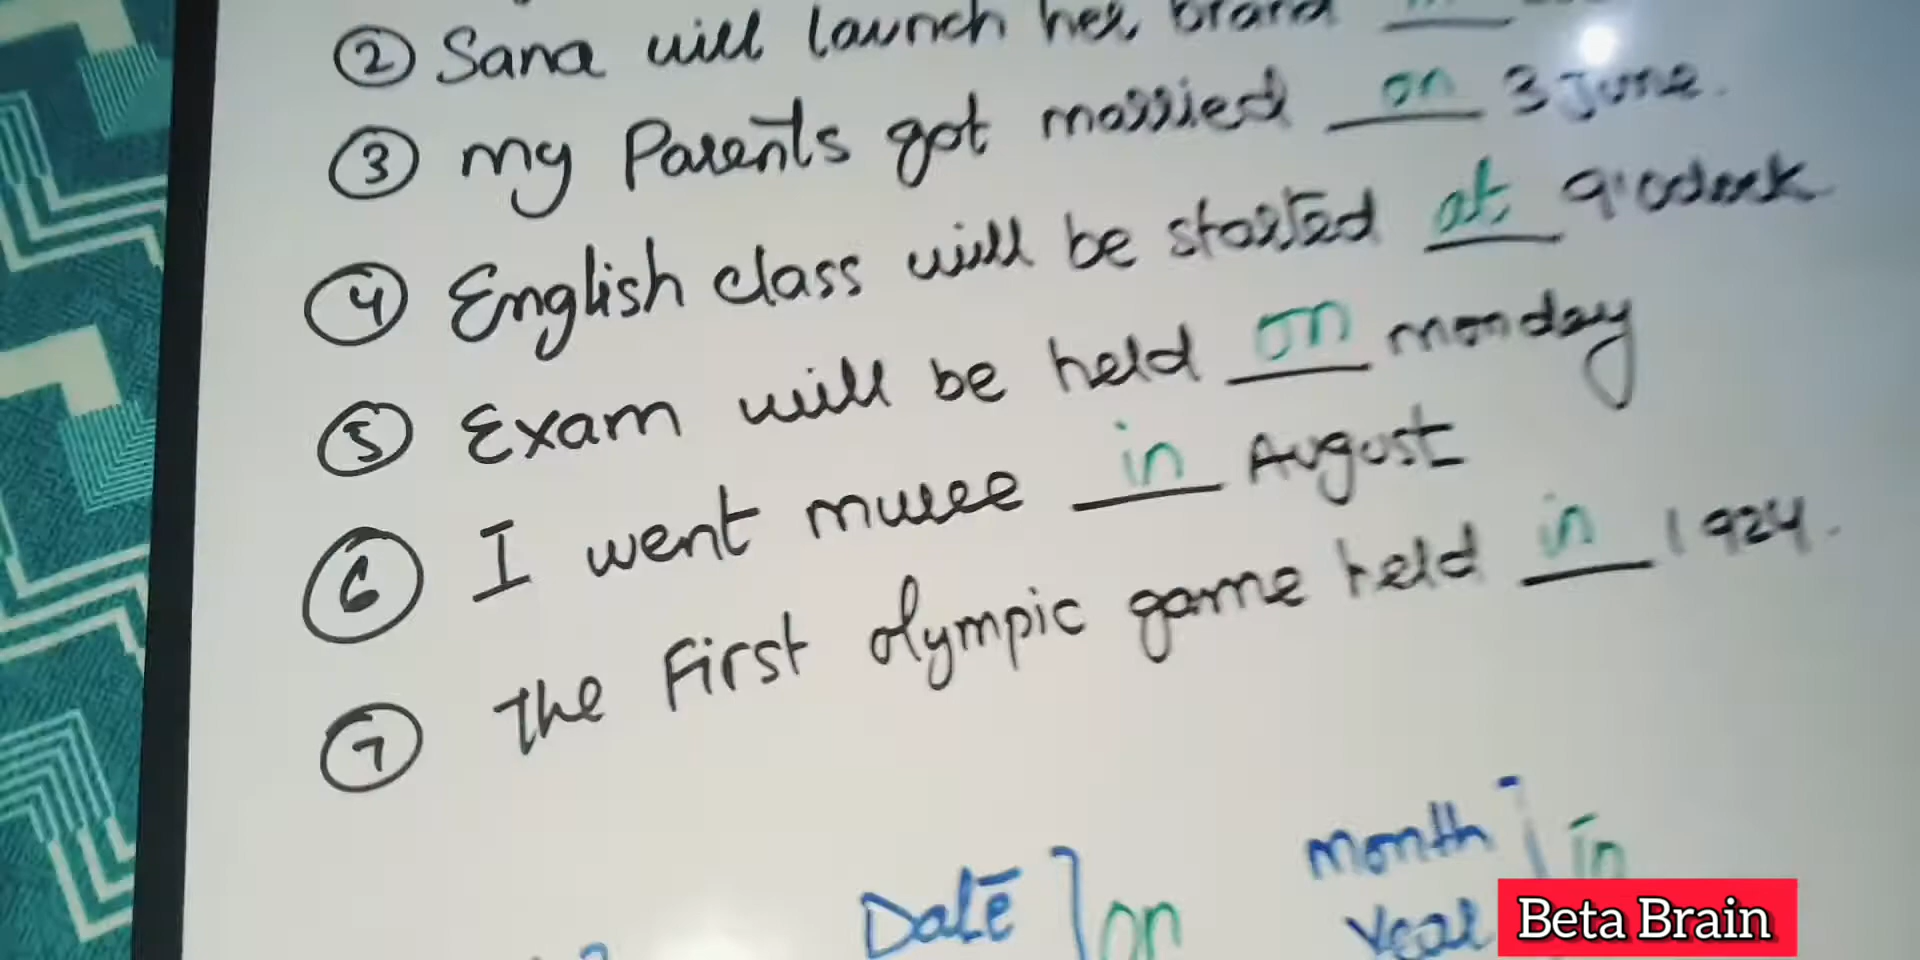 ② Sana will launch her brand in
③ my Parents got married on 3 June.
④ English class will be started at 9'oclock
⑤ Exam will be held on monday
⑥ I went muree in August
⑦ The First olympic game held in 1924.
month ] in
Date ] on
year
Beta Brain